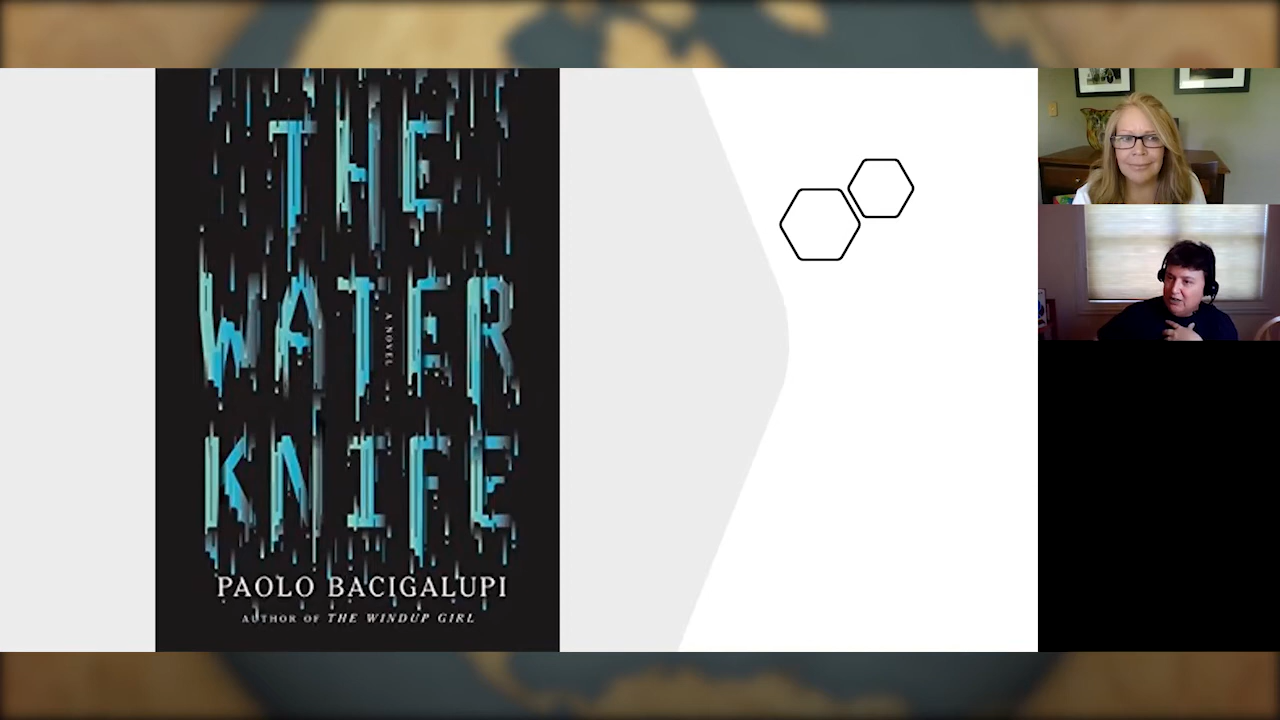 THE
WATER
A NOVEL
KNIFE
PAOLO BACIGALUPI
AUTHOR OF THE WINDUP GIRL